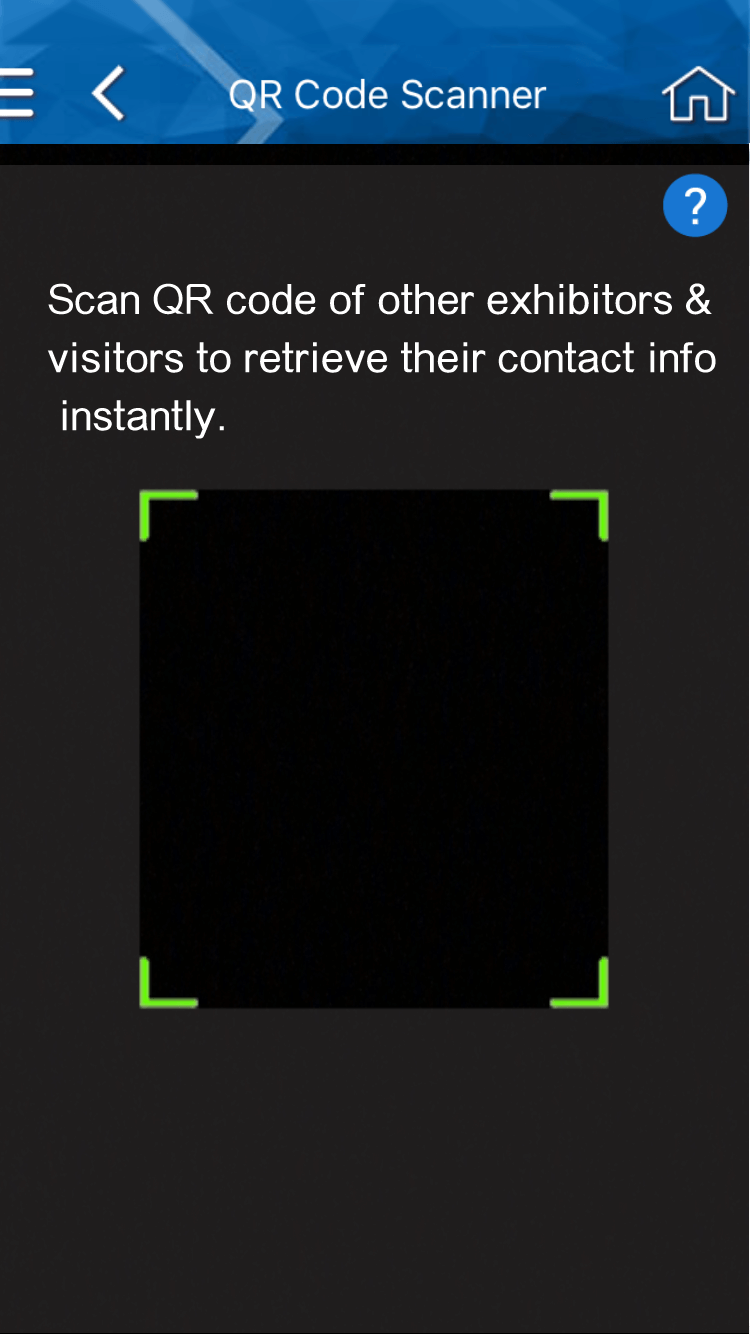 QR Code Scanner
?
Scan QR code of other exhibitors &
visitors to retrieve their contact info
instantly.